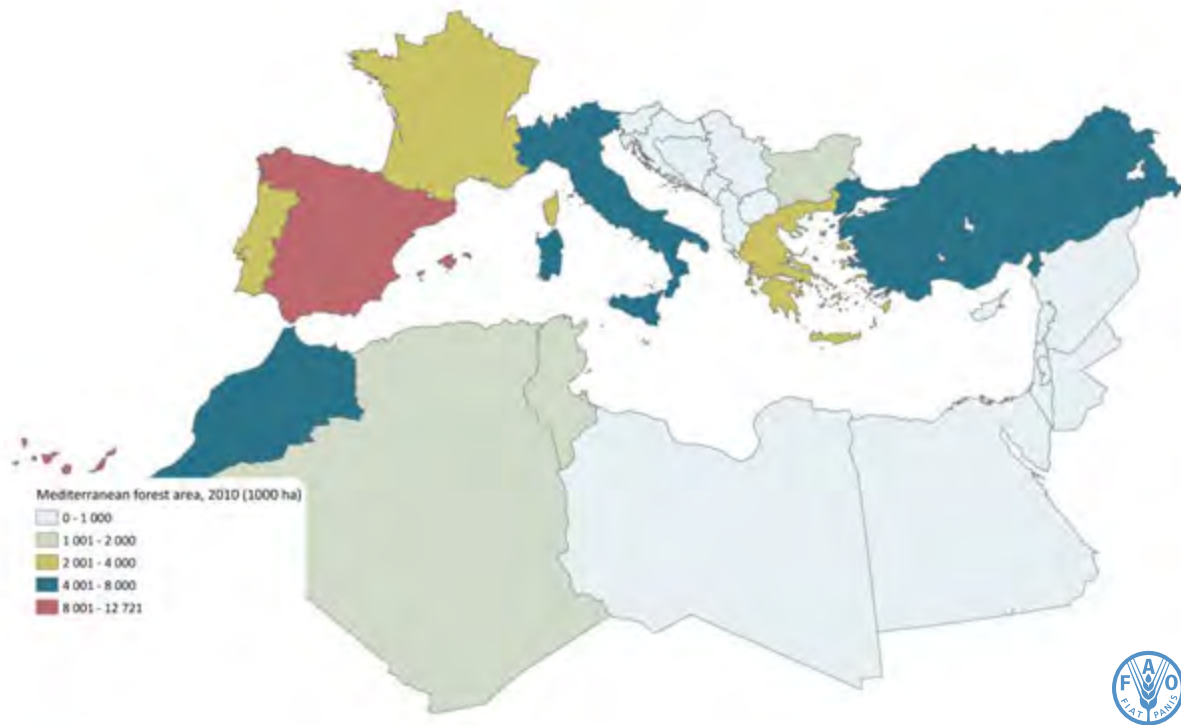 Mediterranean forest area, 2010 (1000 ha)
0 - 1 000
1 001 - 2 000
2 001 - 4 000
4 001 - 8 000
8 001 - 12 721
F A O
FIAT PANIS